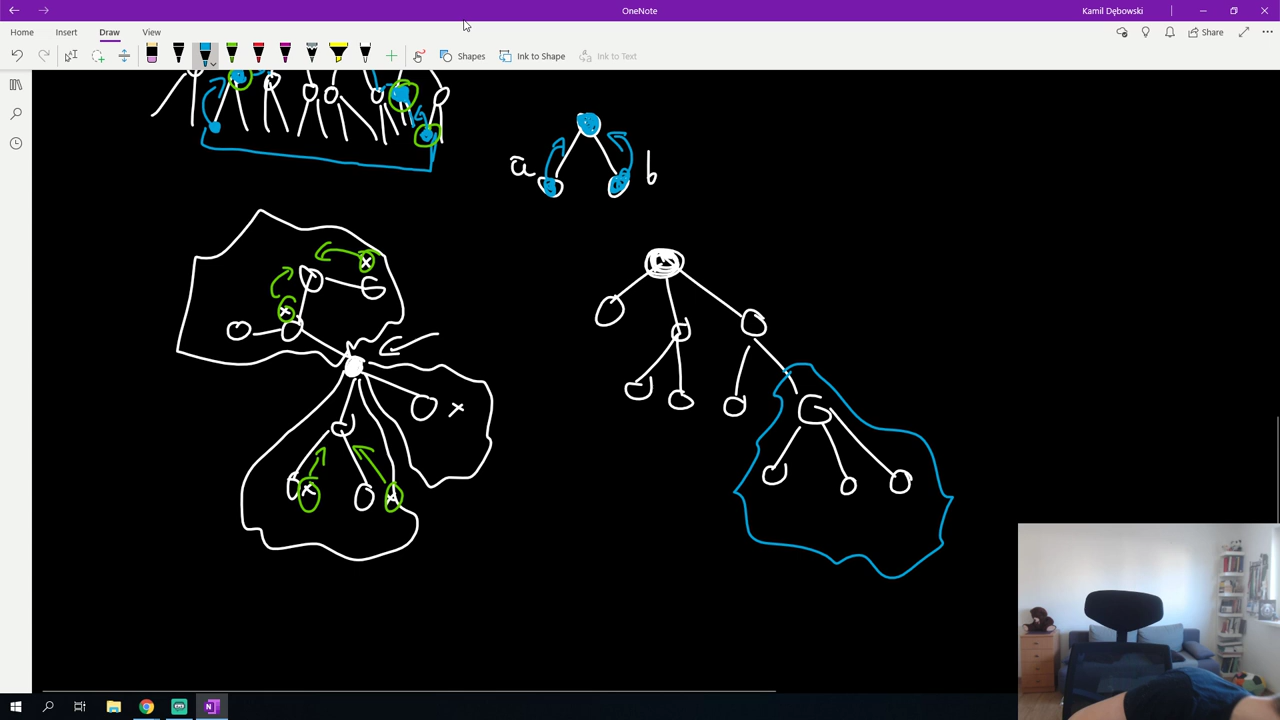 OneNote
Kamil Dębowski
Home Insert Draw View
Share
Shapes Ink to Shape Ink to Text
a b